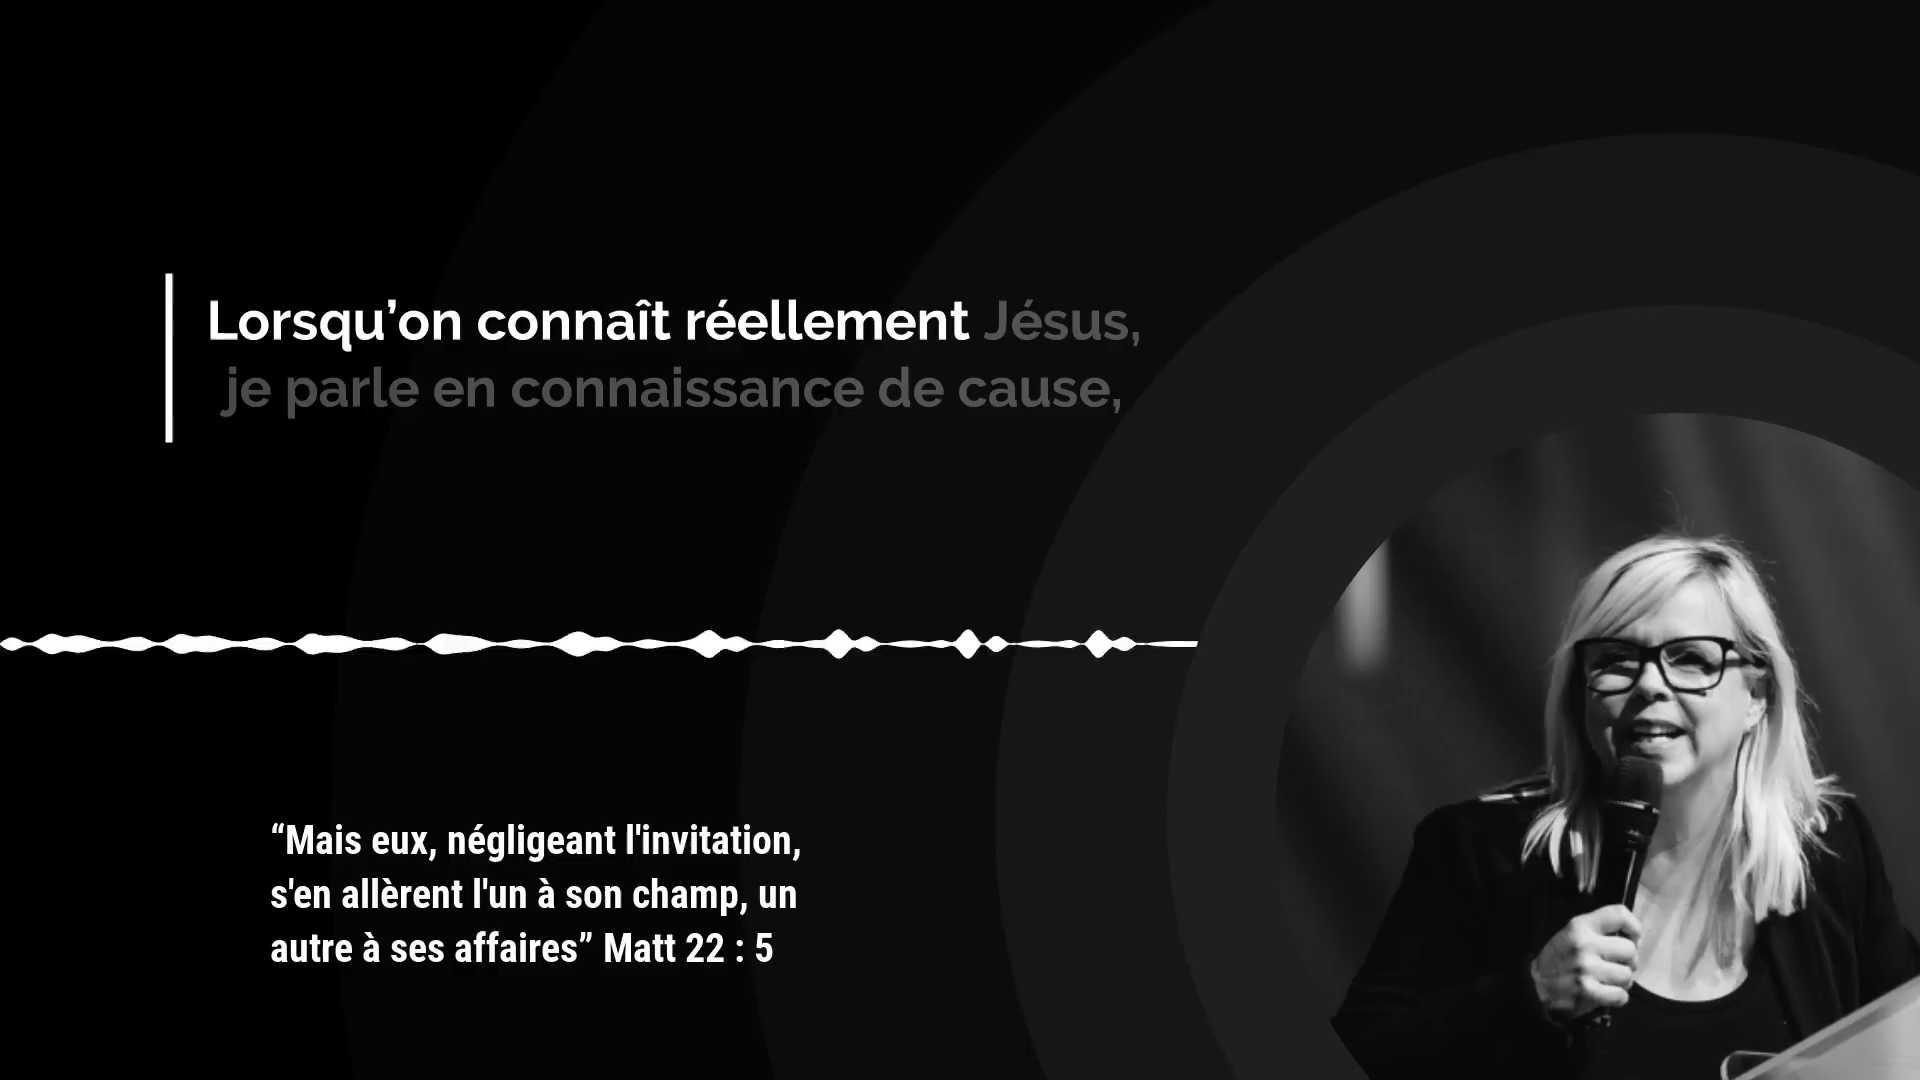 Lorsqu’on connaît réellement Jésus,
je parle en connaissance de cause,
“Mais eux, négligeant l'invitation,
s'en allèrent l'un à son champ, un
autre à ses affaires” Matt 22 : 5